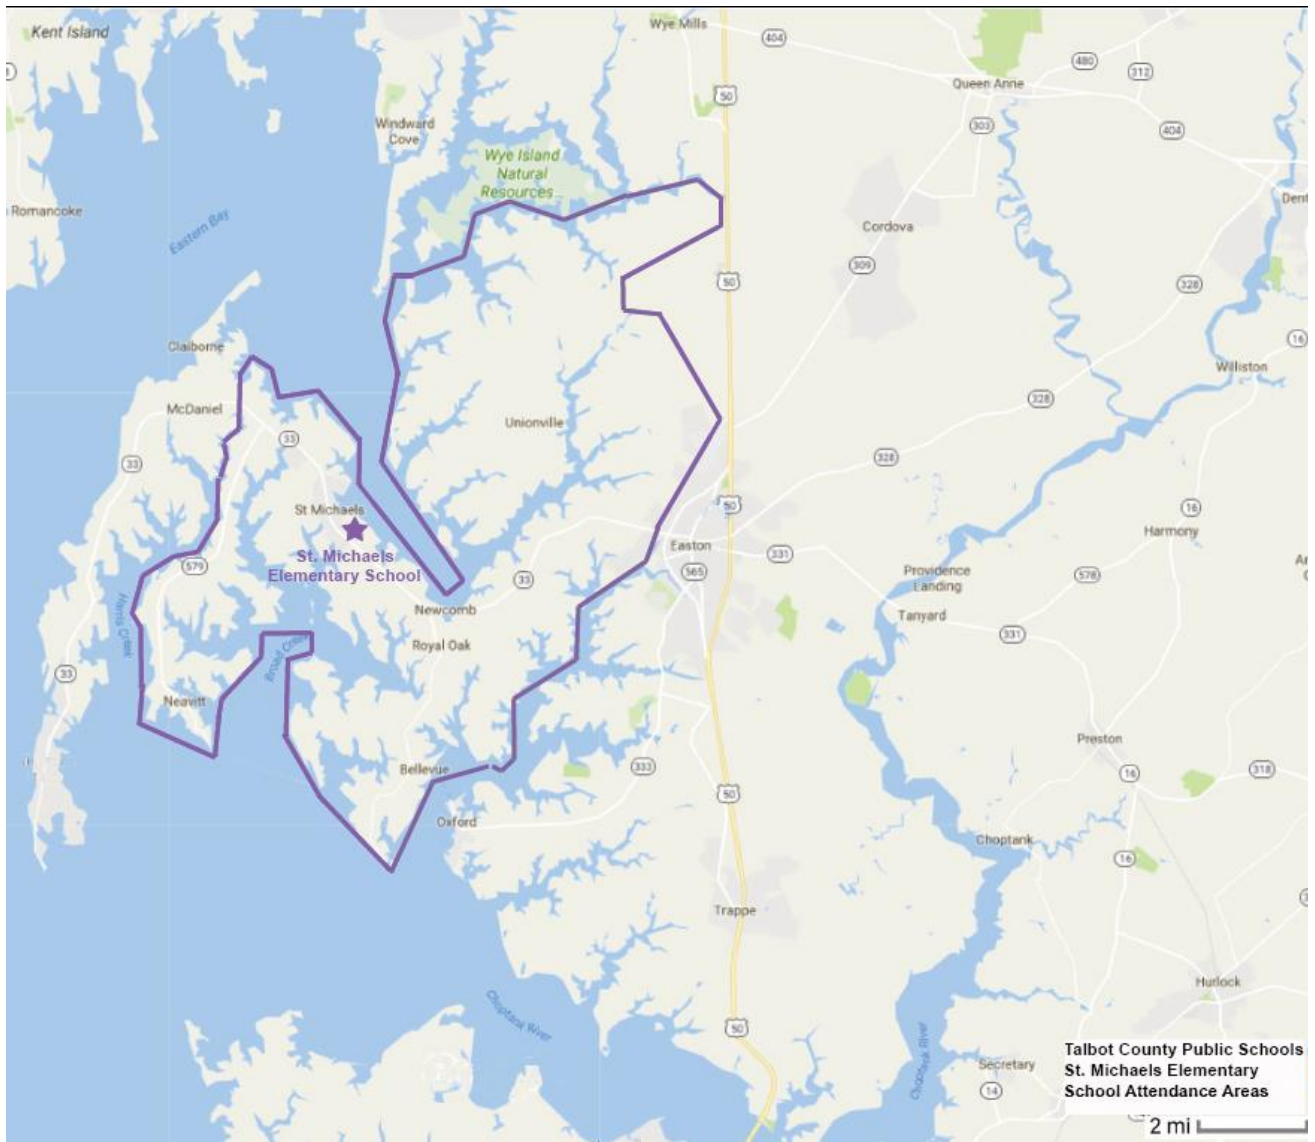 Kent Island
Wye Mills
404
480
312
Queen Anne
50
303
404
Windward
Cove
Wye Island
Natural
Resources...
Romancoke
Eastern Bay
Cordova
309
50
328
Claiborne
16
Williston
McDaniel
328
Unionville
33
33
328
16
St Michaels
50
Harmony
St. Michaels
Elementary School
Easton
331
579
33
565
Providence
Landing
578
Harris Creek
Newcomb
Tanyard
331
Royal Oak
Broad Creek
33
Neavitt
Preston
Bellevue
333
16
318
50
Oxford
Choptank
16
Trappe
Hurlock
Choptank River
50
Choptank River
Secretary
14
Talbot County Public Schools
St. Michaels Elementary
School Attendance Areas
2 mi